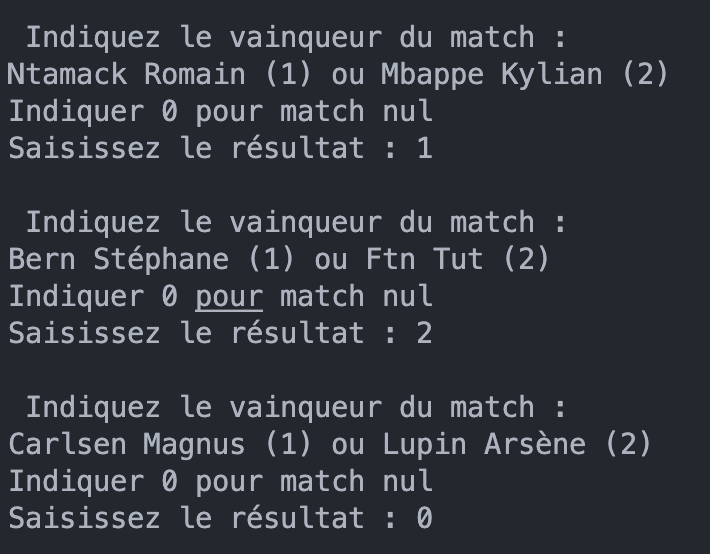 Indiquez le vainqueur du match :
Ntamack Romain (1) ou Mbappe Kylian (2)
Indiquer 0 pour match nul
Saisissez le résultat : 1
Indiquez le vainqueur du match :
Bern Stéphane (1) ou Ftn Tut (2)
Indiquer 0 pour match nul
Saisissez le résultat : 2
Indiquez le vainqueur du match :
Carlsen Magnus (1) ou Lupin Arsène (2)
Indiquer 0 pour match nul
Saisissez le résultat : 0